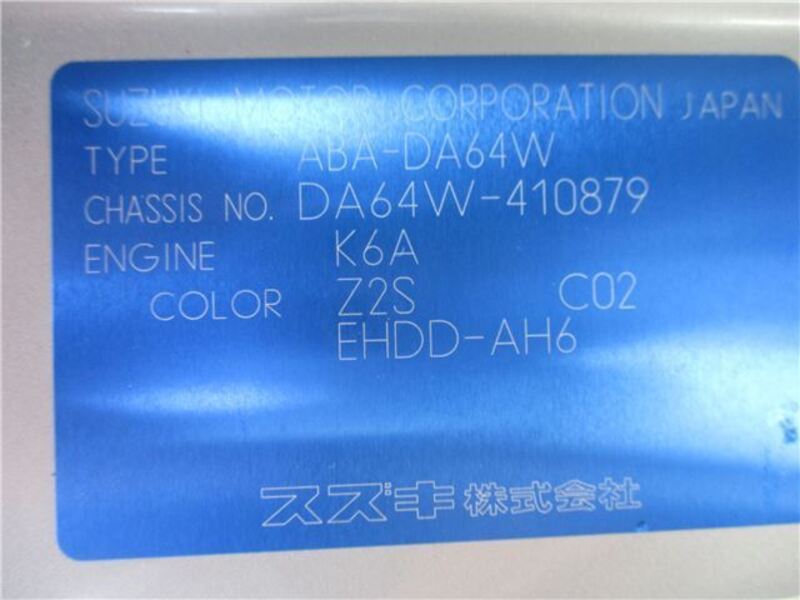 SUZUKI MOTOR CORPORATION JAPAN
TYPE ABA-DA64W
CHASSIS NO. DA64W-410879
ENGINE K6A
COLOR Z2S C02
EHDD-AH6
スズキ株式会社